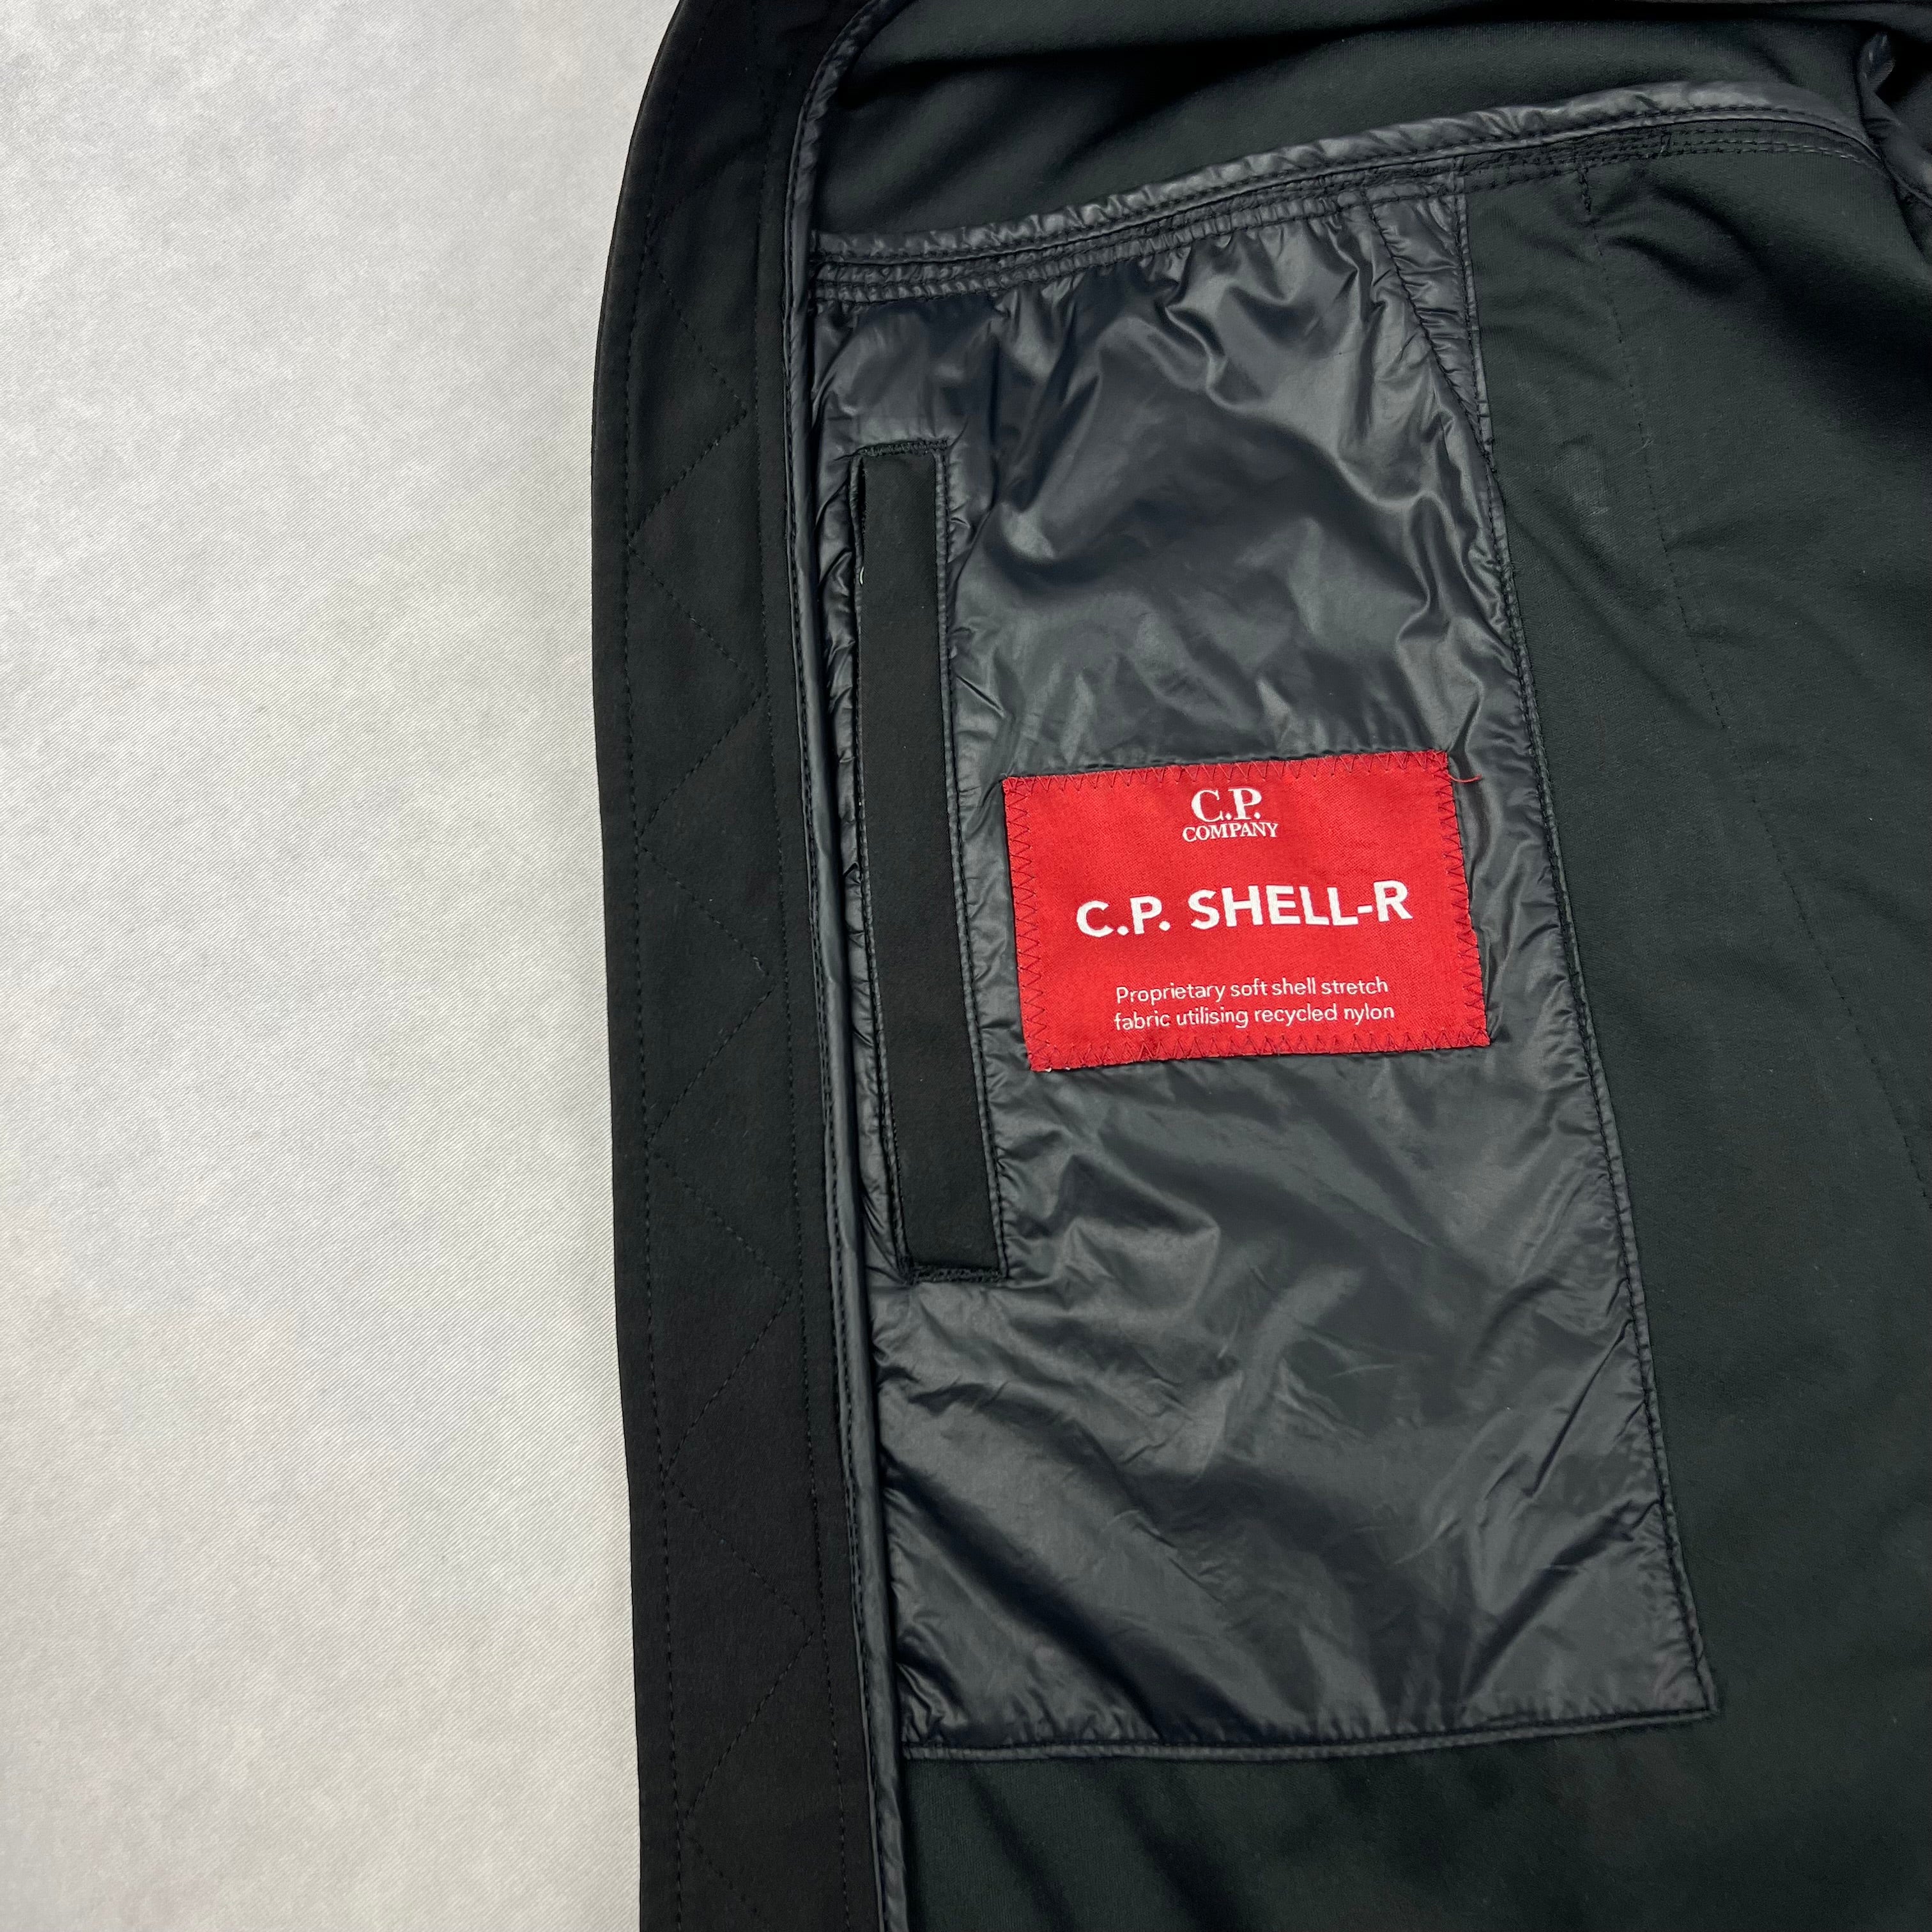 C.P.
COMPANY
C.P. SHELL-R
Proprietary soft shell stretch
fabric utilising recycled nylon